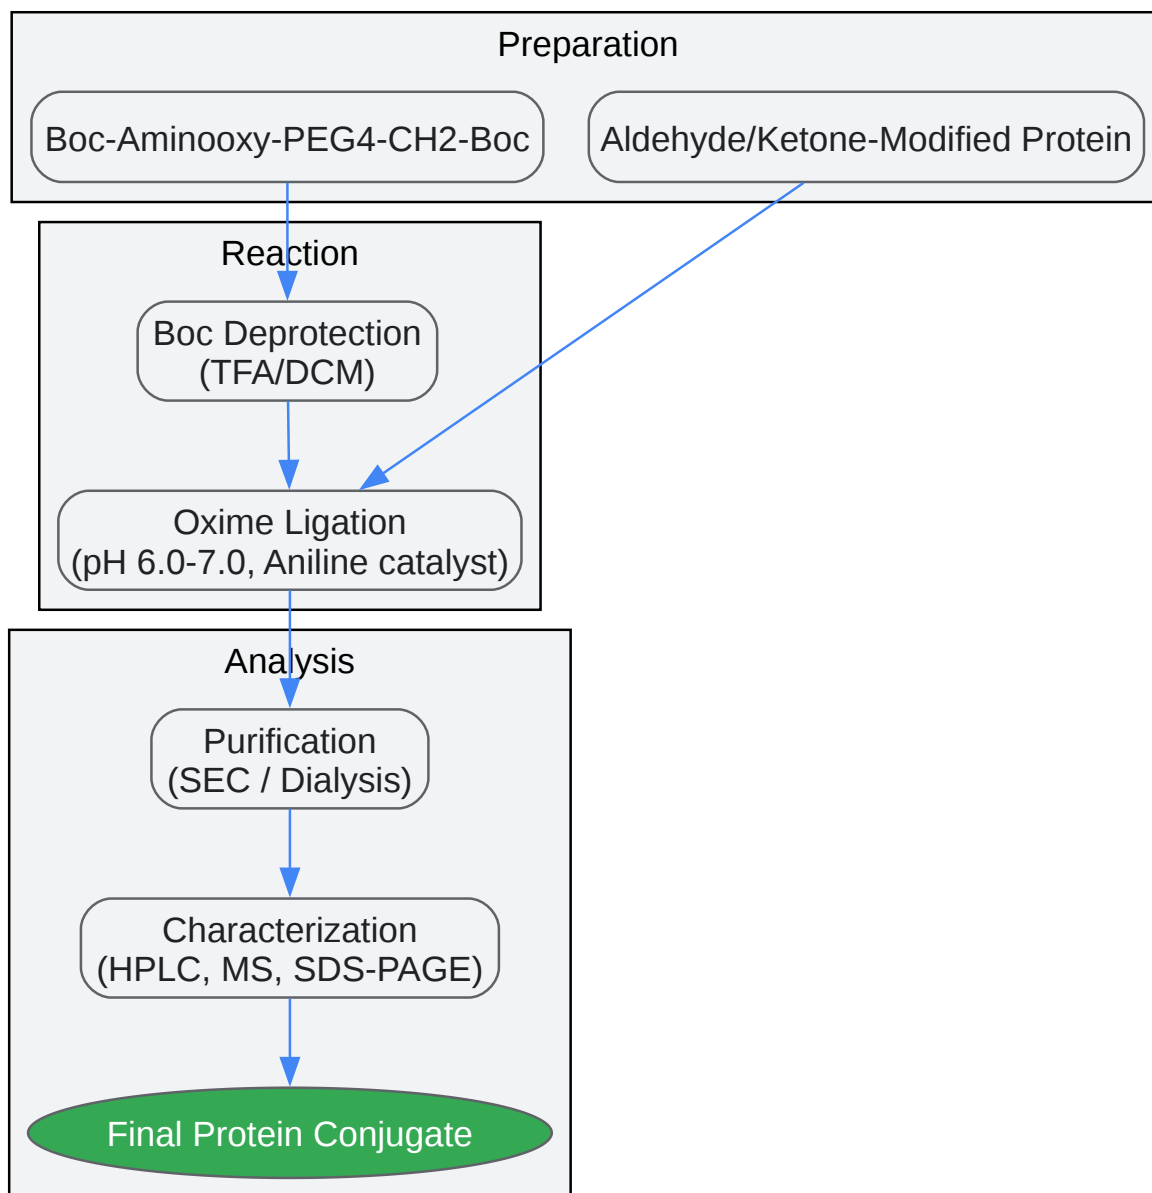 Preparation
Boc-Aminooxy-PEG4-CH2-Boc
Aldehyde/Ketone-Modified Protein
Reaction
Boc Deprotection
(TFA/DCM)
Oxime Ligation
(pH 6.0-7.0, Aniline catalyst)
Analysis
Purification
(SEC / Dialysis)
Characterization
(HPLC, MS, SDS-PAGE)
Final Protein Conjugate